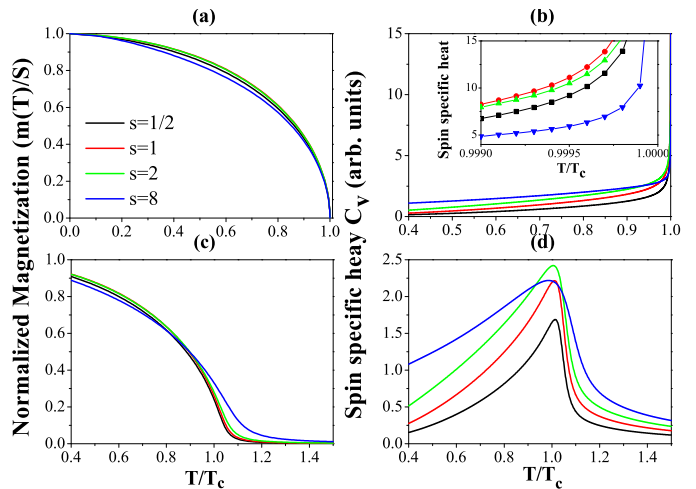 (a)
(b)
Normalized Magnetization (m(T)/S)
1.0
0.8
0.6
0.4
0.2
0.0
s=1/2
s=1
s=2
s=8
0.0 0.2 0.4 0.6 0.8 1.0
Spin specific heay C_V (arb. units)
15
10
5
0
Spin specific heat
15
10
5
0.9990 0.9995 1.0000
T/T_c
0.4 0.5 0.6 0.7 0.8 0.9 1.0
(c)
(d)
1.0
0.8
0.6
0.4
0.2
0.0
0.4 0.6 0.8 1.0 1.2 1.4
T/T_c
2.5
2.0
1.5
1.0
0.5
0.0
0.4 0.6 0.8 1.0 1.2 1.4
T/T_c